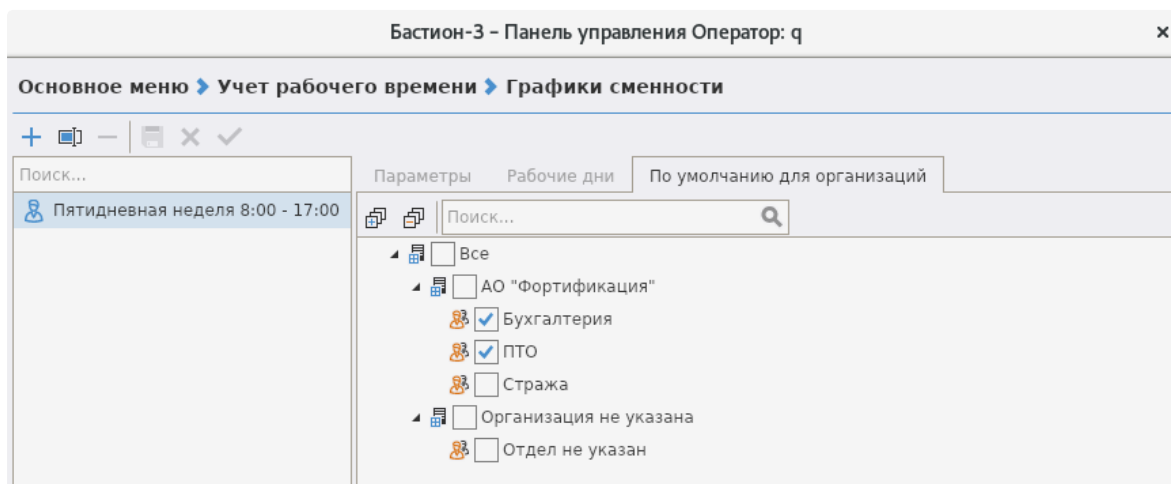 Бастион-3 – Панель управления Оператор: q
Основное меню Учет рабочего времени Графики сменности
Поиск...
Параметры Рабочие дни По умолчанию для организаций
Пятидневная неделя 8:00 - 17:00
Поиск...
Все
АО "Фортификация"
Бухгалтерия
ПТО
Стража
Организация не указана
Отдел не указан